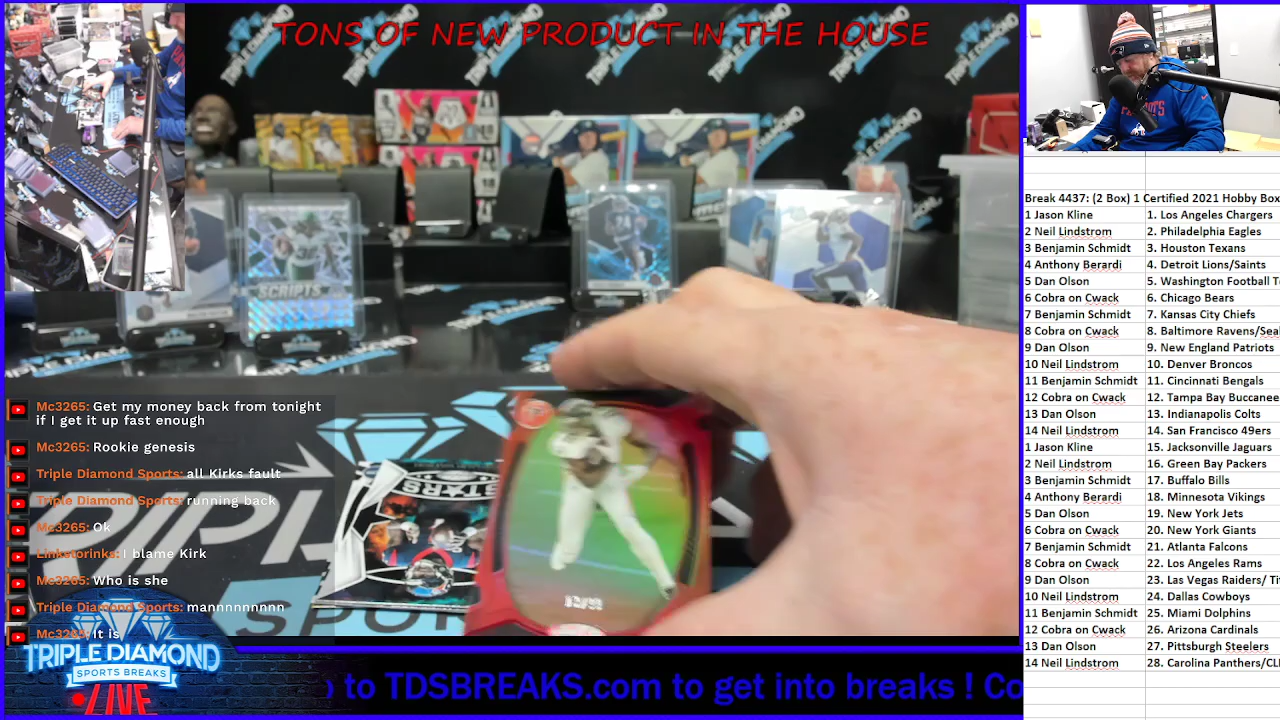 TONS OF NEW PRODUCT IN THE HOUSE
SCRIPTS
STARS
Mc3265: Get my money back from tonight
if I get it up fast enough
Mc3265: Rookie genesis
Triple Diamond Sports: all Kirks fault
Triple Diamond Sports: running back
Mc3265: Ok
Linkstorinks: I blame Kirk
Mc3265: Who is she
Triple Diamond Sports: mannnnnnnnn
Mc3265: It is
TRIPLE DIAMOND
SPORTS BREAKS
LIVE
to TDSBREAKS.com to get into breaks
Break 4437: (2 Box) 1 Certified 2021 Hobby Box
1 Jason Kline 1. Los Angeles Chargers
2 Neil Lindstrom 2. Philadelphia Eagles
3 Benjamin Schmidt 3. Houston Texans
4 Anthony Berardi 4. Detroit Lions/Saints
5 Dan Olson 5. Washington Football T
6 Cobra on Cwack 6. Chicago Bears
7 Benjamin Schmidt 7. Kansas City Chiefs
8 Cobra on Cwack 8. Baltimore Ravens/Sea
9 Dan Olson 9. New England Patriots
10 Neil Lindstrom 10. Denver Broncos
11 Benjamin Schmidt 11. Cincinnati Bengals
12 Cobra on Cwack 12. Tampa Bay Buccanee
13 Dan Olson 13. Indianapolis Colts
14 Neil Lindstrom 14. San Francisco 49ers
1 Jason Kline 15. Jacksonville Jaguars
2 Neil Lindstrom 16. Green Bay Packers
3 Benjamin Schmidt 17. Buffalo Bills
4 Anthony Berardi 18. Minnesota Vikings
5 Dan Olson 19. New York Jets
6 Cobra on Cwack 20. New York Giants
7 Benjamin Schmidt 21. Atlanta Falcons
8 Cobra on Cwack 22. Los Angeles Rams
9 Dan Olson 23. Las Vegas Raiders/ Ti
10 Neil Lindstrom 24. Dallas Cowboys
11 Benjamin Schmidt 25. Miami Dolphins
12 Cobra on Cwack 26. Arizona Cardinals
13 Dan Olson 27. Pittsburgh Steelers
14 Neil Lindstrom 28. Carolina Panthers